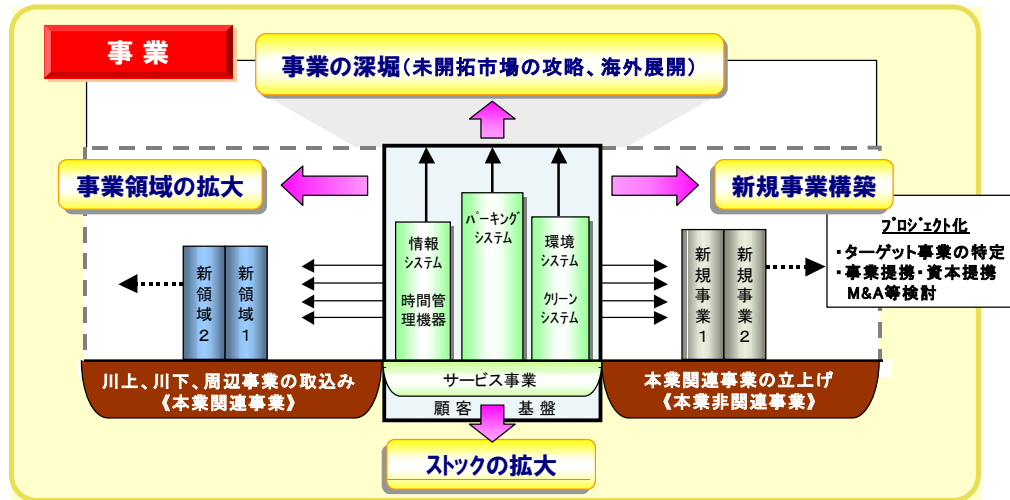 事業
事業の深堀(未開拓市場の攻略、海外展開)
事業領域の拡大
新規事業構築
プロジェクト化
・ターゲット事業の特定
・事業提携・資本提携
M&A等検討
情報
システム
時間管
理機器
パーキング
システム
環境
システム
クリーン
システム
新領域2
新領域1
新規事業1
新規事業2
川上、川下、周辺事業の取込み
《本業関連事業》
サービス事業
顧客 基盤
本業関連事業の立上げ
《本業非関連事業》
ストックの拡大